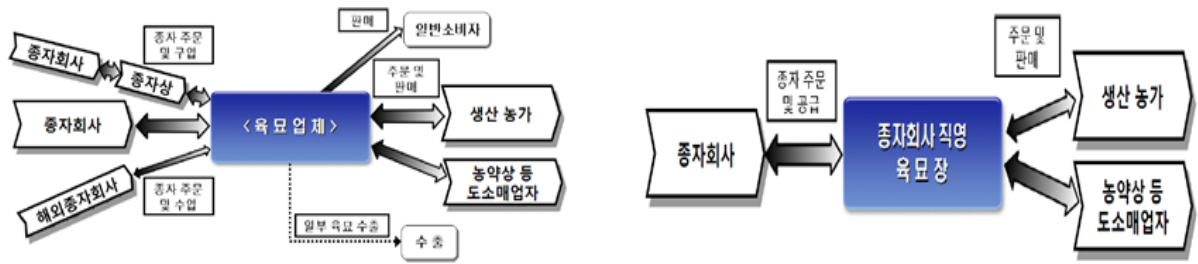 종자 주문
및 구입
종자회사
종자상
종자회사
해외종자회사
종자 주문
및 수입
<육묘업체>
판매
일반소비자
주문 및
판매
생산 농가
농약상 등
도소매업자
일부 육묘 수출
수 출
종자회사
종자 주문
및 공급
종자회사 직영
육묘장
주문 및
판매
생산 농가
농약상 등
도소매업자